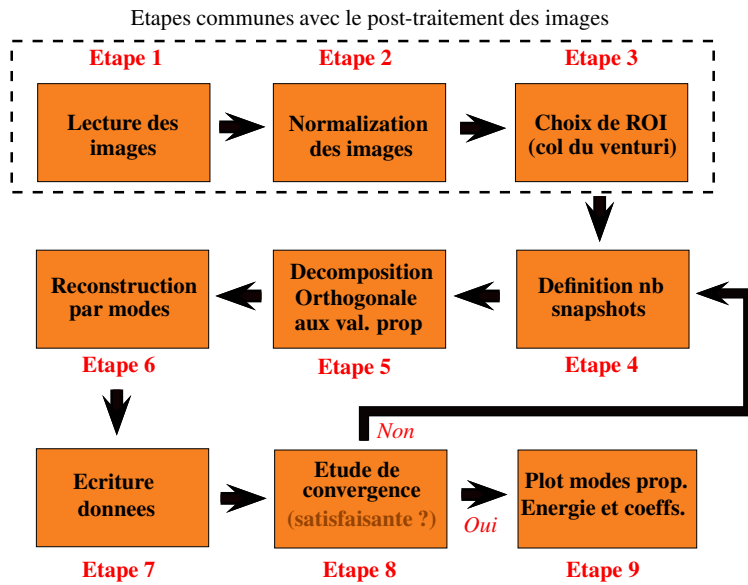 Etapes communes avec le post-traitement des images
Etape 1
Etape 2
Etape 3
Lecture des
images
Normalization
des images
Choix de ROI
(col du venturi)
Reconstruction
par modes
Decomposition
Orthogonale
aux val. prop
Definition nb
snapshots
Etape 6
Etape 5
Etape 4
Non
Ecriture
donnees
Etude de
convergence
(satisfaisante ?)
Oui
Plot modes prop.
Energie et coeffs.
Etape 7
Etape 8
Etape 9